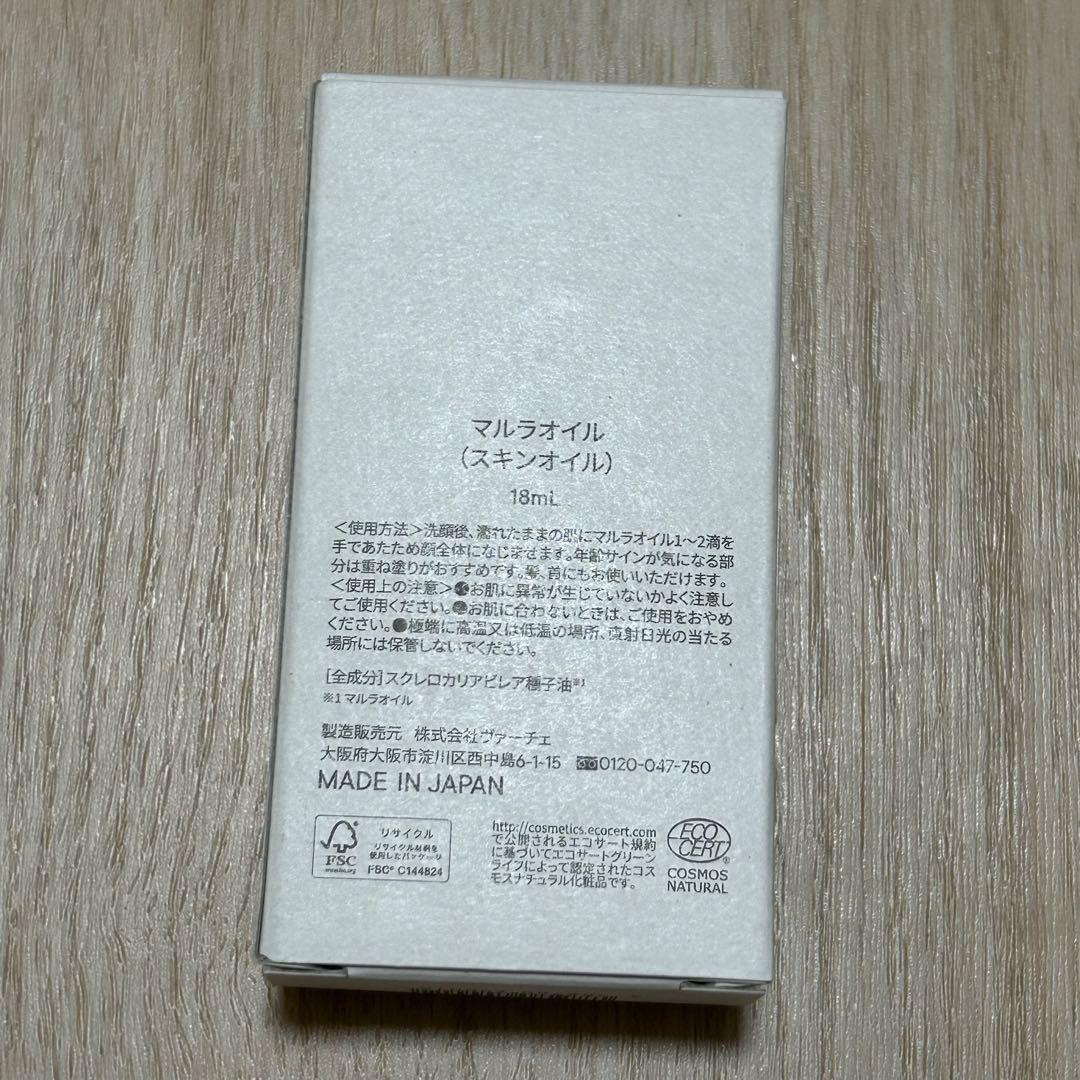 マルラオイル
（スキンオイル）
18mL
＜使用方法＞洗顔後、濡れたままの肌にマルラオイル1～2滴を
手であたため顔全体になじませます。年齢サインが気になる部
分は重ね塗りがおすすめです。髪、首にもお使いいただけます。
＜使用上の注意＞●お肌に異常が生じていないかよく注意し
てご使用ください。●お肌に合わないときは、ご使用をおやめ
ください。●極端に高温又は低温の場所、直射日光の当たる
場所には保管しないでください。
[全成分]スクレロカリアビレア種子油※1
※1 マルラオイル
製造販売元 株式会社ヴァーチェ
大阪府大阪市淀川区西中島6-1-15 0120-047-750
MADE IN JAPAN
FSC
www.fsc.org
リサイクル
リサイクル材料を
使用したパッケージ
FSC® C144824
http://cosmetics.ecocert.com
で公開されるエコサート規約
に基づいてエコサートグリーン
ライフによって認定されたコス
モスナチュラル化粧品です。
ECO
CERT®
COSMOS
NATURAL